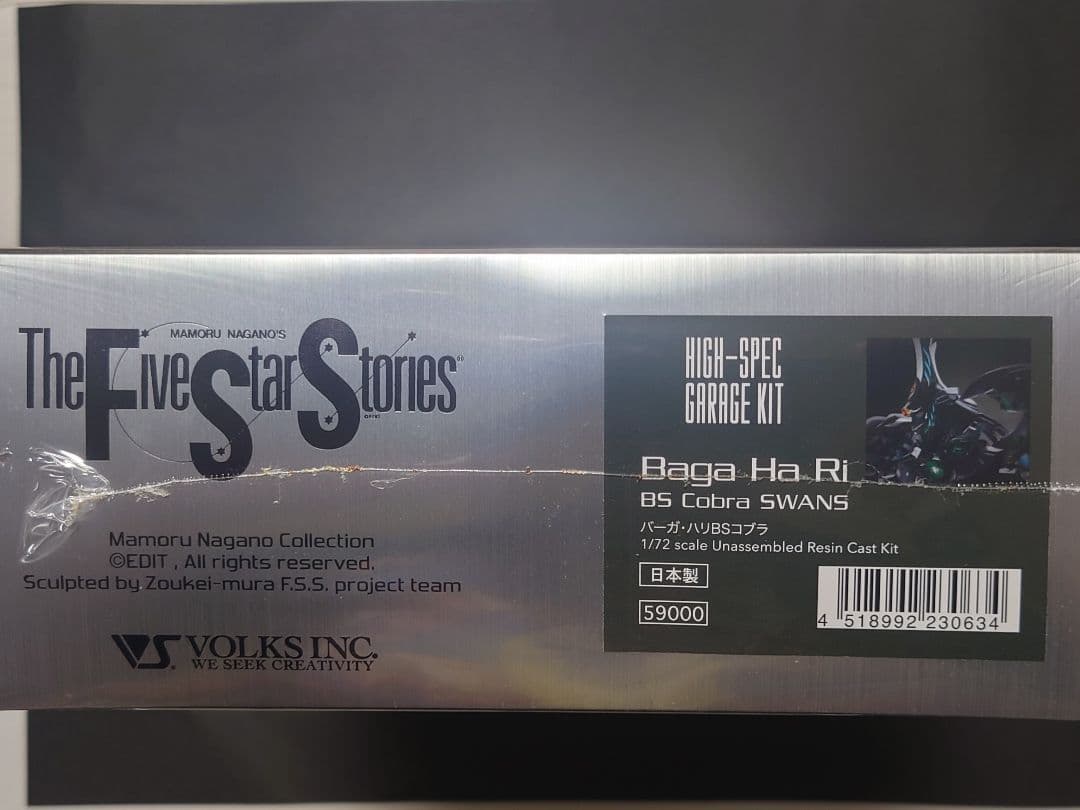 MAMORU NAGANO'S
The Five Star Stories
Mamoru Nagano Collection
©EDIT , All rights reserved.
Sculpted by Zoukei-mura F.S.S. project team
VS. VOLKS INC.
WE SEEK CREATIVITY
HIGH-SPEC
GARAGE KIT
Baga Ha Ri
BS Cobra SWANS
バーガ・ハリBSコブラ
1/72 scale Unassembled Resin Cast Kit
日本製
59000
4 518992 230634